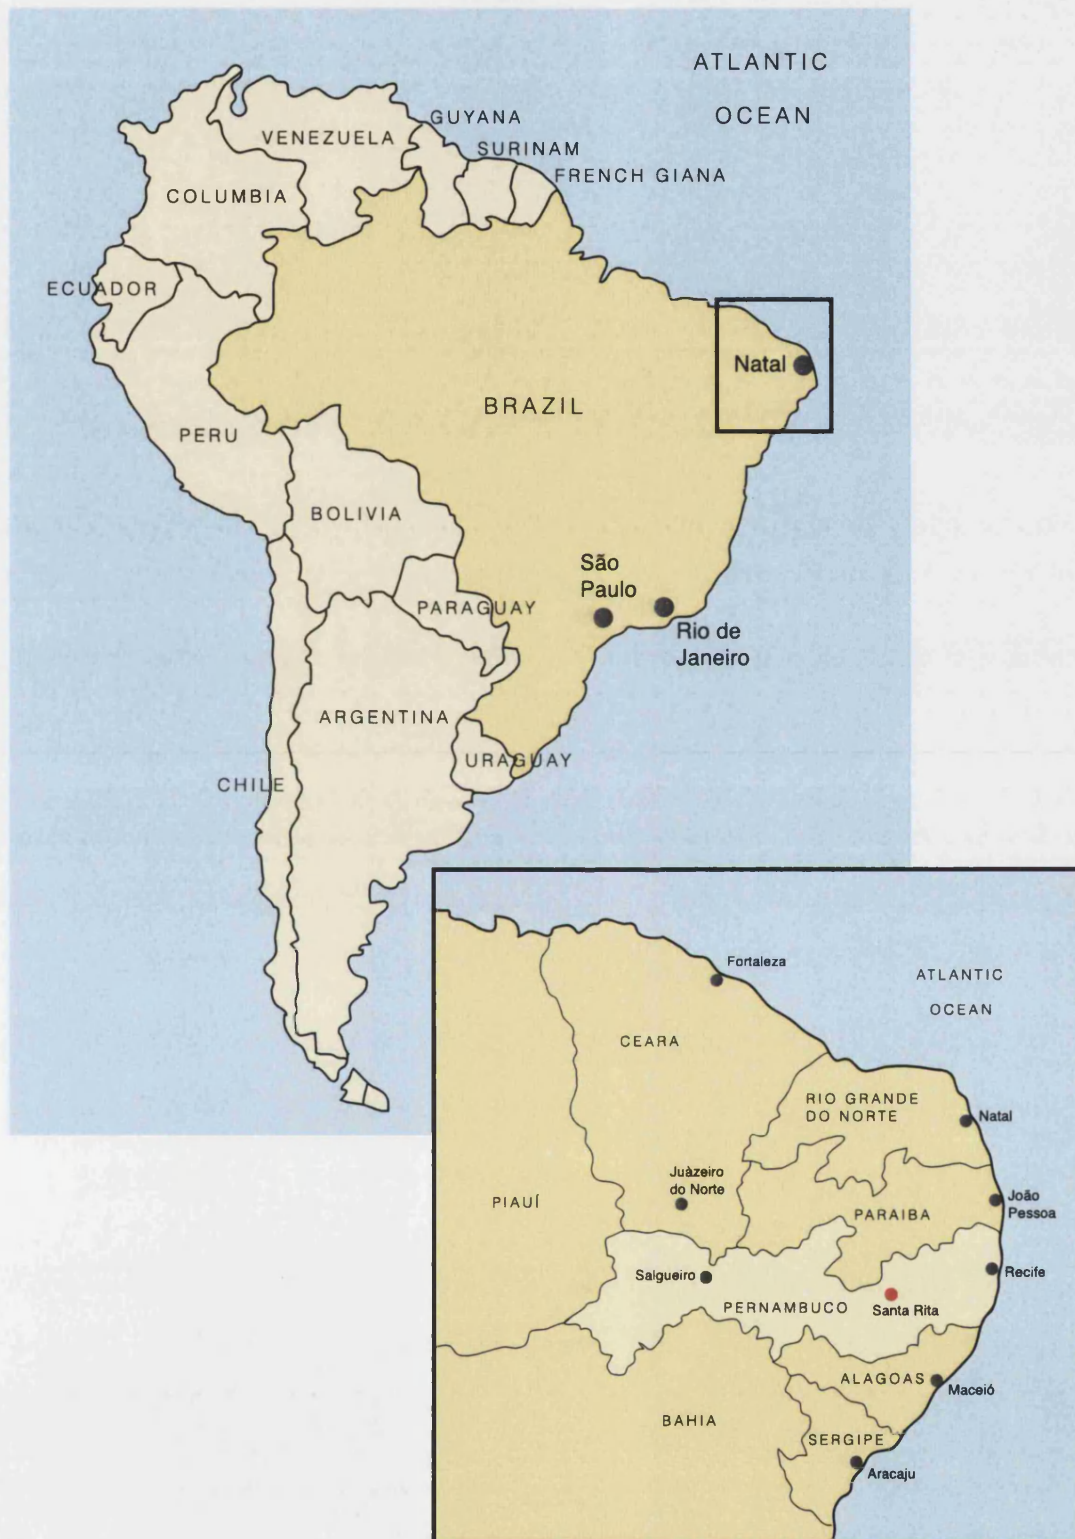 ATLANTIC
OCEAN
GUYANA
VENEZUELA
SURINAM
FRENCH GIANA
COLUMBIA
ECUADOR
Natal
BRAZIL
PERU
BOLIVIA
São
Paulo
PARAGUAY
Rio de
Janeiro
ARGENTINA
URAGUAY
CHILE
Fortaleza
ATLANTIC
OCEAN
CEARA
RIO GRANDE
DO NORTE
Natal
Juàzeiro
do Norte
PIAUÍ
João
Pessoa
PARAIBA
Recife
Salgueiro
PERNAMBUCO
Santa Rita
ALAGOAS
Maceió
BAHIA
SERGIPE
Aracaju